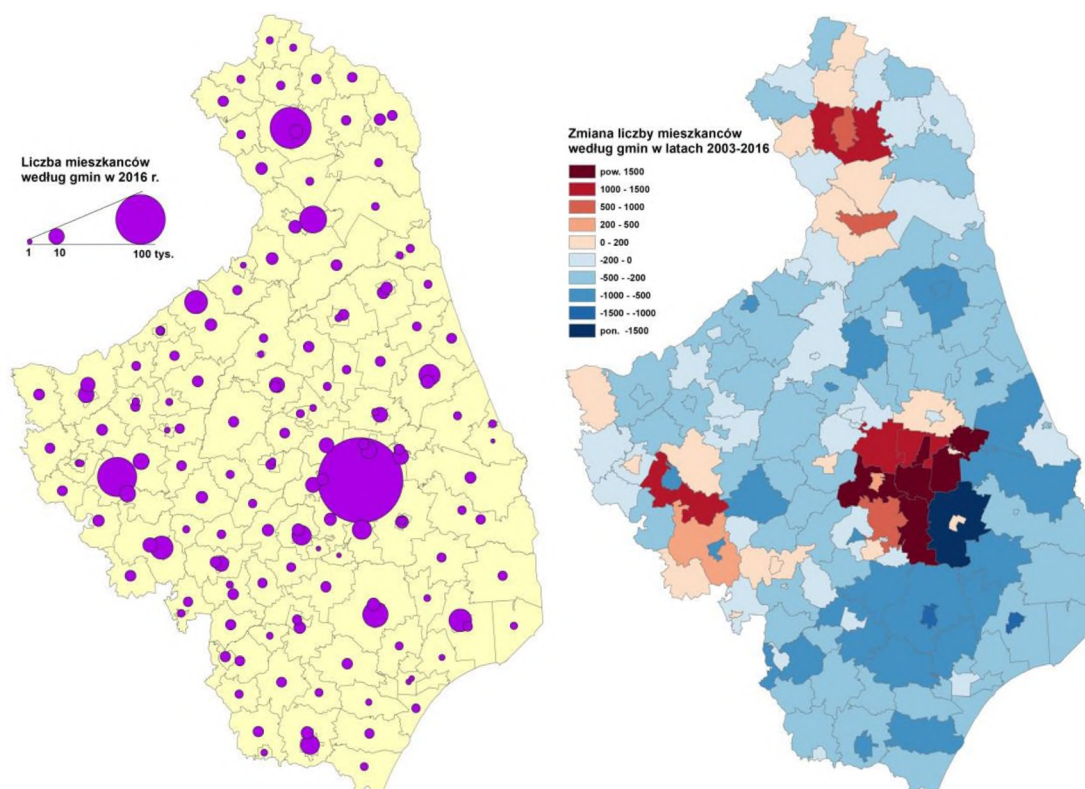 Liczba mieszkanców
według gmin w 2016 r.
1 10 100 tys.
Zmiana liczby mieszkanców
według gmin w latach 2003-2016
pow. 1500
1000 - 1500
500 - 1000
200 - 500
0 - 200
-200 - 0
-500 - -200
-1000 - -500
-1500 - -1000
pon. -1500